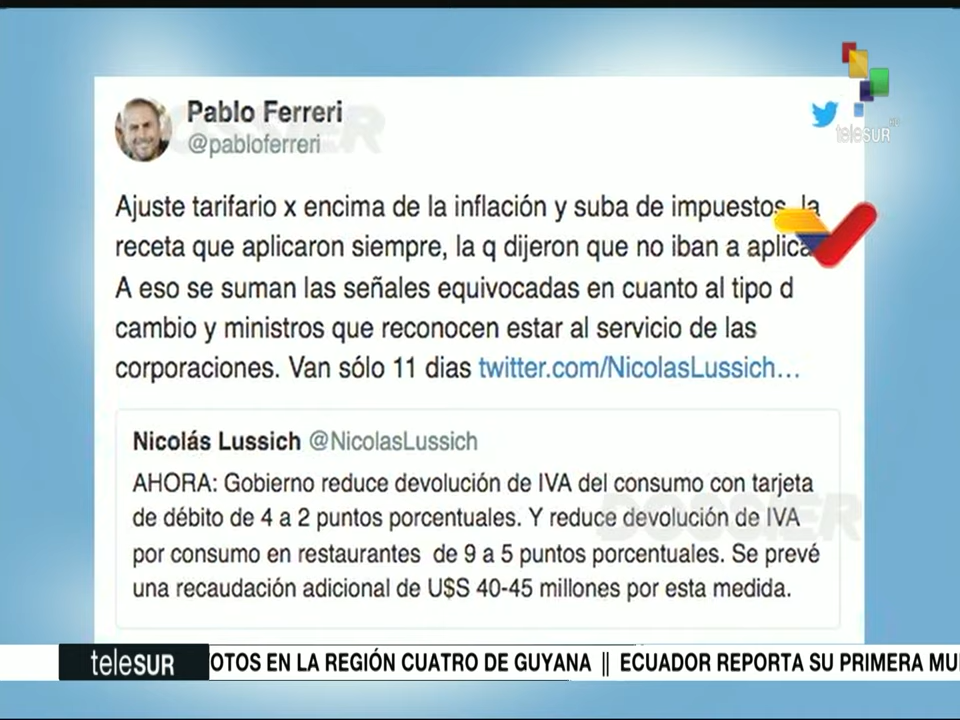 Pablo Ferreri
@pabloferreri
teleSUR
Ajuste tarifario x encima de la inflación y suba de impuestos, la
receta que aplicaron siempre, la q dijeron que no iban a
A eso se suman las señales equivocadas en cuanto al tipo d
cambio y ministros que reconocen estar al servicio de las
corporaciones. Van sólo 11 dias twitter.com/NicolasLussich...
Nicolás Lussich @NicolasLussich
AHORA: Gobierno reduce devolución de IVA del consumo con tarjeta
de débito de 4 a 2 puntos porcentuales. Y reduce devolución de IVA
DOSSIER
por consumo en restaurantes de 9 a 5 puntos porcentuales. Se prevé
una recaudación adicional de U$S 40-45 millones por esta medida.
teleSUR OTOS EN LA REGIÓN CUATRO DE GUYANA || ECUADOR REPORTA SU PRIMERA